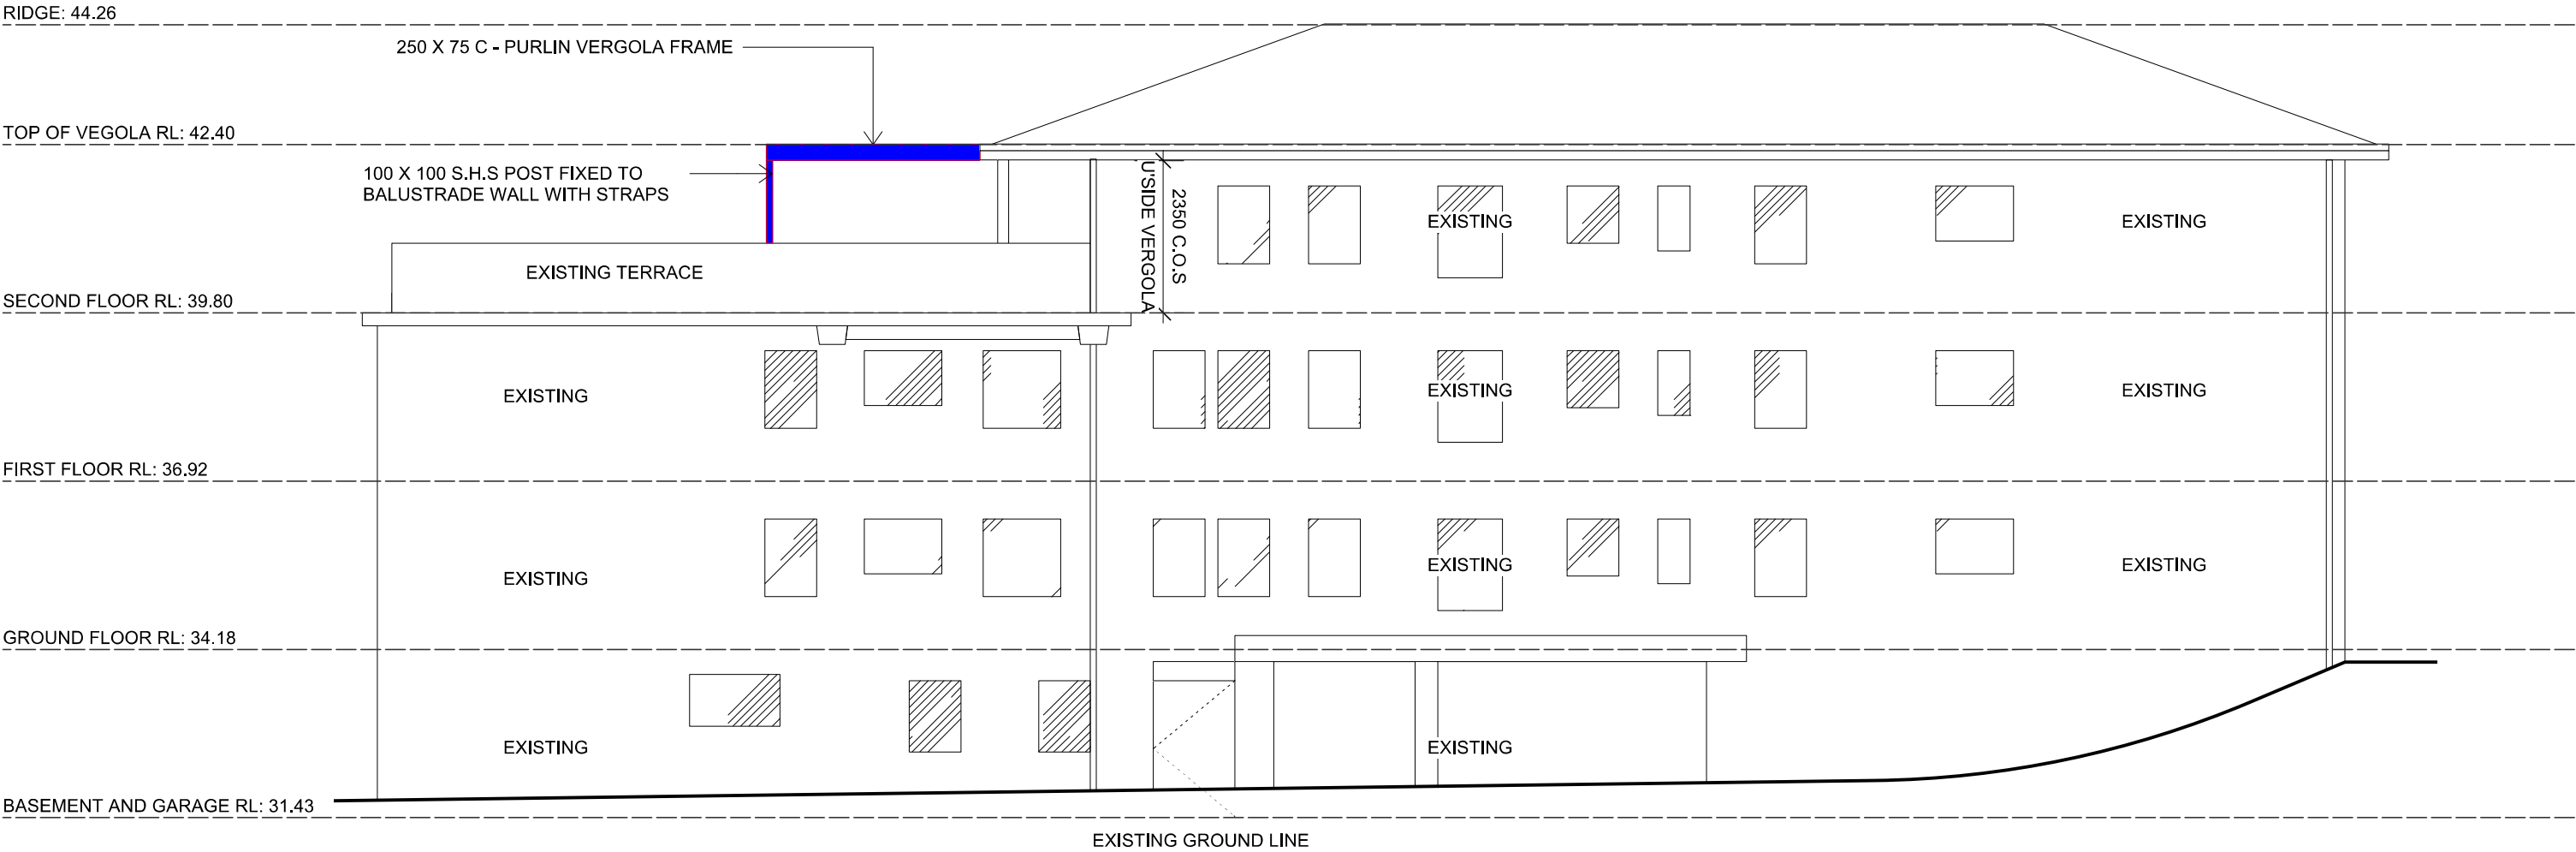 RIDGE: 44.26
250 X 75 C - PURLIN VERGOLA FRAME
TOP OF VEGOLA RL: 42.40
100 X 100 S.H.S POST FIXED TO
BALUSTRADE WALL WITH STRAPS
2350 C.O.S
U'SIDE VERGOLA
EXISTING
EXISTING
EXISTING TERRACE
SECOND FLOOR RL: 39.80
EXISTING
EXISTING
EXISTING
FIRST FLOOR RL: 36.92
EXISTING
EXISTING
EXISTING
GROUND FLOOR RL: 34.18
EXISTING
EXISTING
BASEMENT AND GARAGE RL: 31.43
EXISTING GROUND LINE